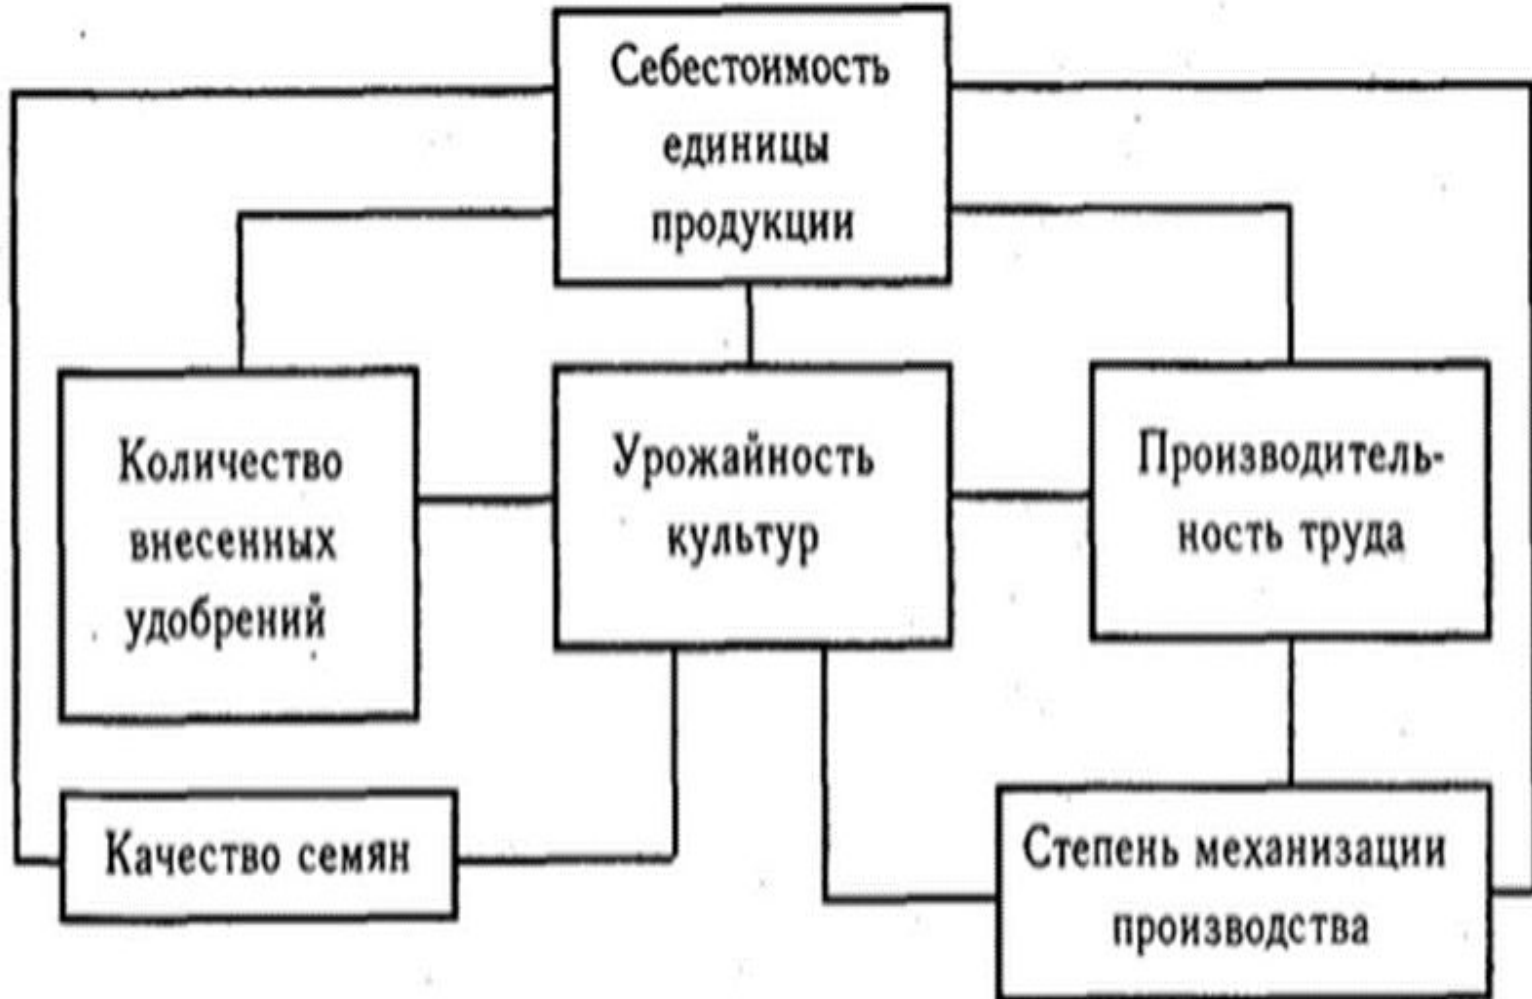 Себестоимость
единицы
продукции
Количество
внесенных
удобрений
Урожайность
культур
Производитель-
ность труда
Качество семян
Степень механизации
производства